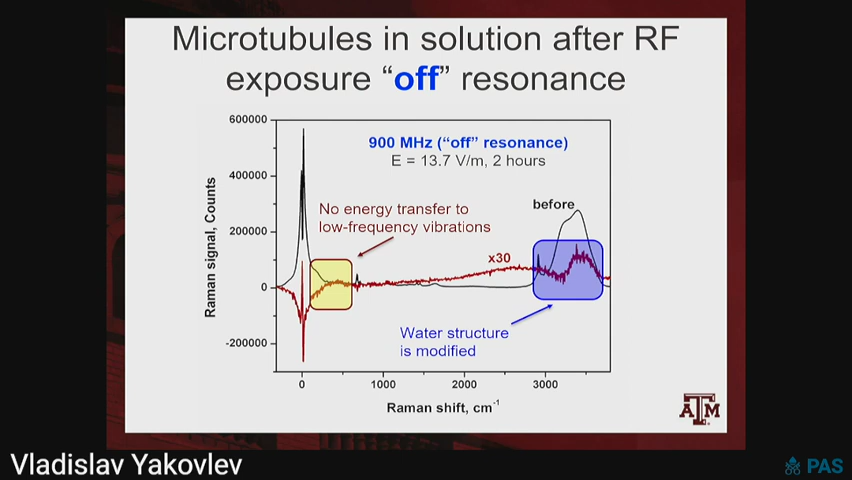 Microtubules in solution after RF
exposure “off” resonance
900 MHz (“off” resonance)
E = 13.7 V/m, 2 hours
No energy transfer to
low-frequency vibrations
before
x30
Water structure
is modified
Raman signal, Counts
600000
400000
200000
0
-200000
0 1000 2000 3000
Raman shift, cm-1
ATM
Vladislav Yakovlev
PAS